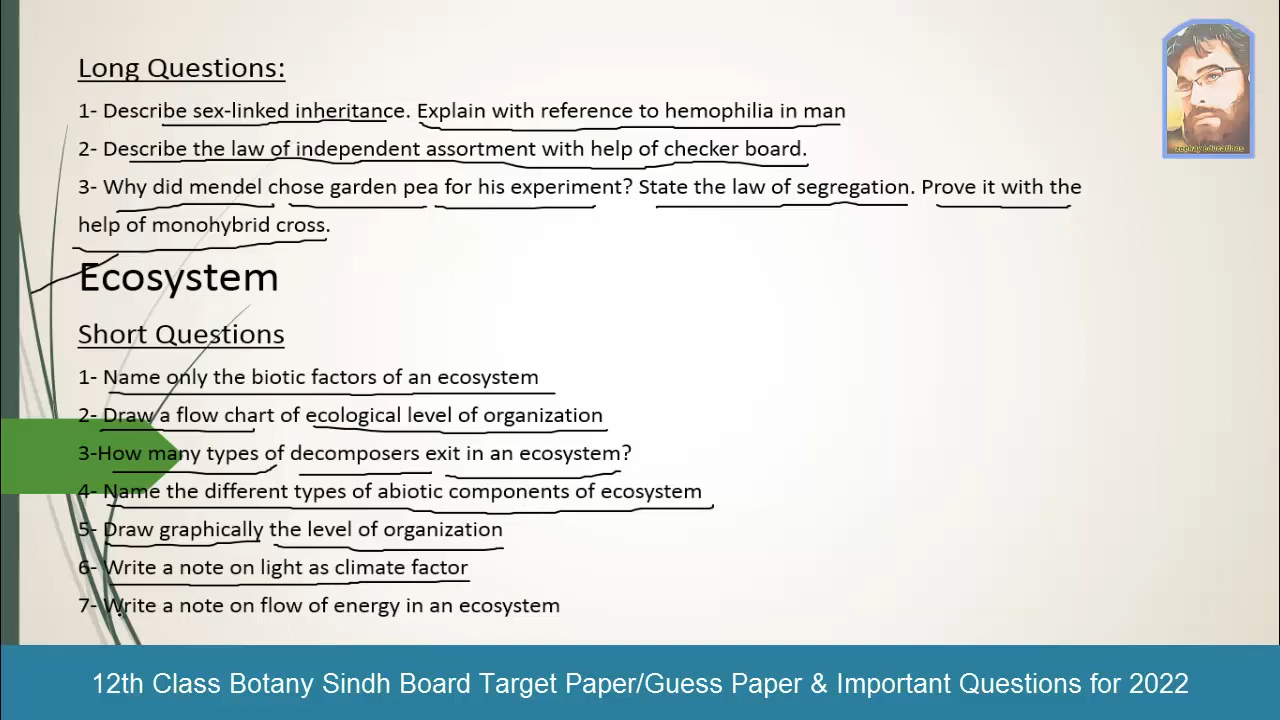 Long Questions:
1- Describe sex-linked inheritance. Explain with reference to hemophilia in man
2- Describe the law of independent assortment with help of checker board.
3- Why did mendel chose garden pea for his experiment? State the law of segregation. Prove it with the
help of monohybrid cross.
Ecosystem
Short Questions
1- Name only the biotic factors of an ecosystem
2- Draw a flow chart of ecological level of organization
3-How many types of decomposers exit in an ecosystem?
4- Name the different types of abiotic components of ecosystem
5- Draw graphically the level of organization
6- Write a note on light as climate factor
7- Write a note on flow of energy in an ecosystem
zeekay educations
12th Class Botany Sindh Board Target Paper/Guess Paper & Important Questions for 2022